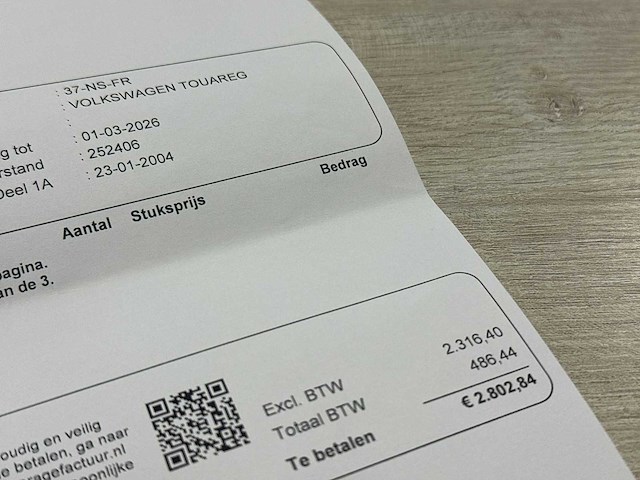 : 37-NS-FR
: VOLKSWAGEN TOUAREG
:
g tot : 01-03-2026
rstand : 252406
Deel 1A : 23-01-2004
Aantal Stuksprijs Bedrag
pagina.
an de 3.
Excl. BTW 2.316,40
Totaal BTW 486,44
Te betalen € 2.802,84
oudig en veilig
e betalen, ga naar
ragefactuur.nl
soonlijke